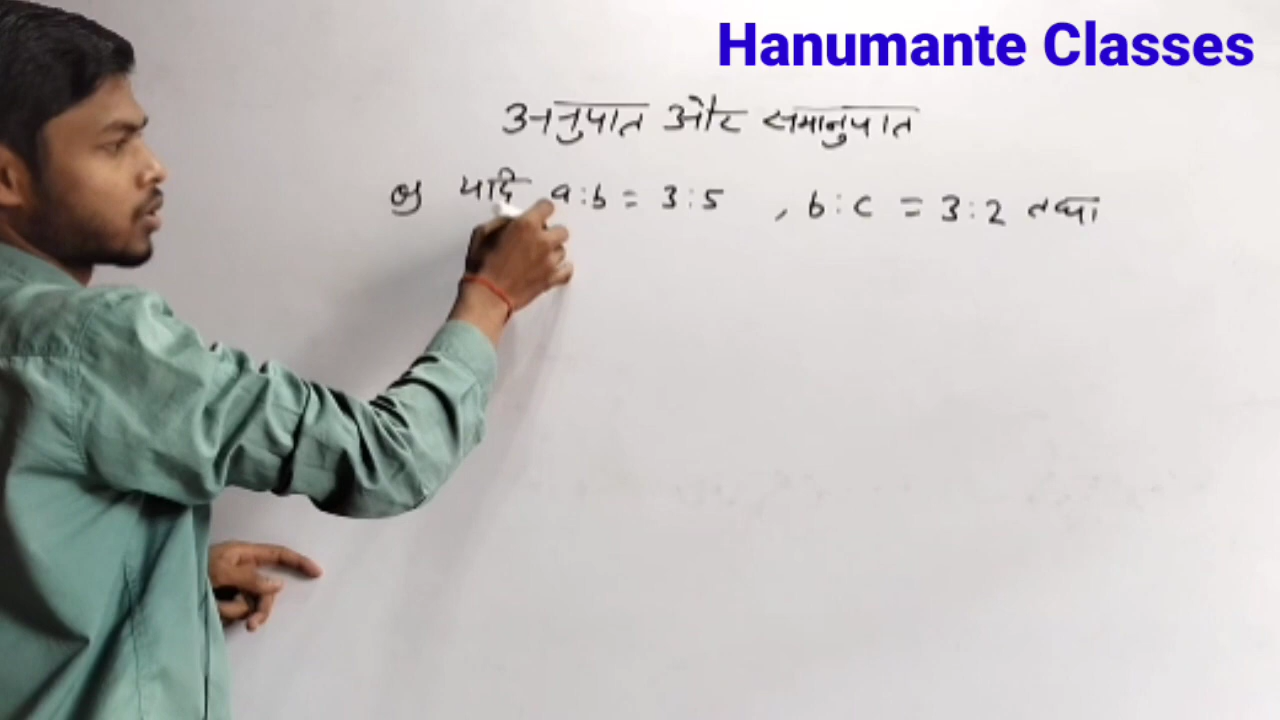 Hanumante Classes
अनुपात और समानुपात
यदि a:b = 3:5 , b:c = 3:2 तथा